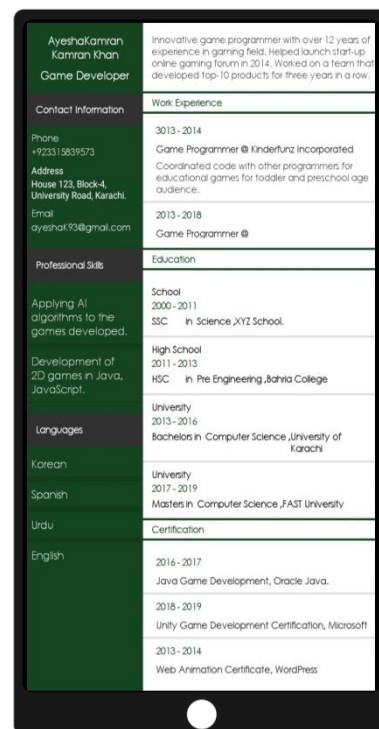 AyeshaKamran
Kamran Khan
Game Developer
Contact Information
Phone
+923315839573
Address
House 123, Block-4,
University Road, Karachi.
Email
ayeshaK93@gmail.com
Professional Skills
Applying AI
algorithms to the
games developed.
Development of
2D games in Java,
JavaScript.
Languages
Korean
Spanish
Urdu
English
Innovative game programmer with over 12 years of
experience in gaming field. Helped launch start-up
online gaming forum in 2014. Worked on a team that
developed top-10 products for three years in a row.
Work Experience
3013 - 2014
Game Programmer @ Kinderfunz Incorporated
Coordinated code with other programmers for
educational games for toddler and preschool age
audience.
2013 - 2018
Game Programmer @
Education
School
2000 - 2011
SSC in Science ,XYZ School.
High School
2011 - 2013
HSC in Pre Engineering ,Bahria College
University
2013 - 2016
Bachelors in Computer Science ,University of
Karachi
University
2017 - 2019
Masters in Computer Science ,FAST University
Certification
2016 - 2017
Java Game Development, Oracle Java.
2018 - 2019
Unity Game Development Certification, Microsoft
2013 - 2014
Web Animation Certificate, WordPress